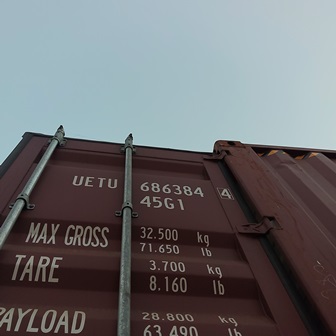 UETU 686384 4
45G1
MAX GROSS 32.500 kg
71.650 lb
TARE 3.700 kg
8.160 lb
PAYLOAD 28.800 kg
63.490 lb